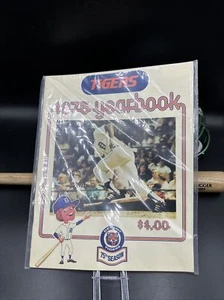 TIGERS
1975 yearbook
$1.00
75TH SEASON